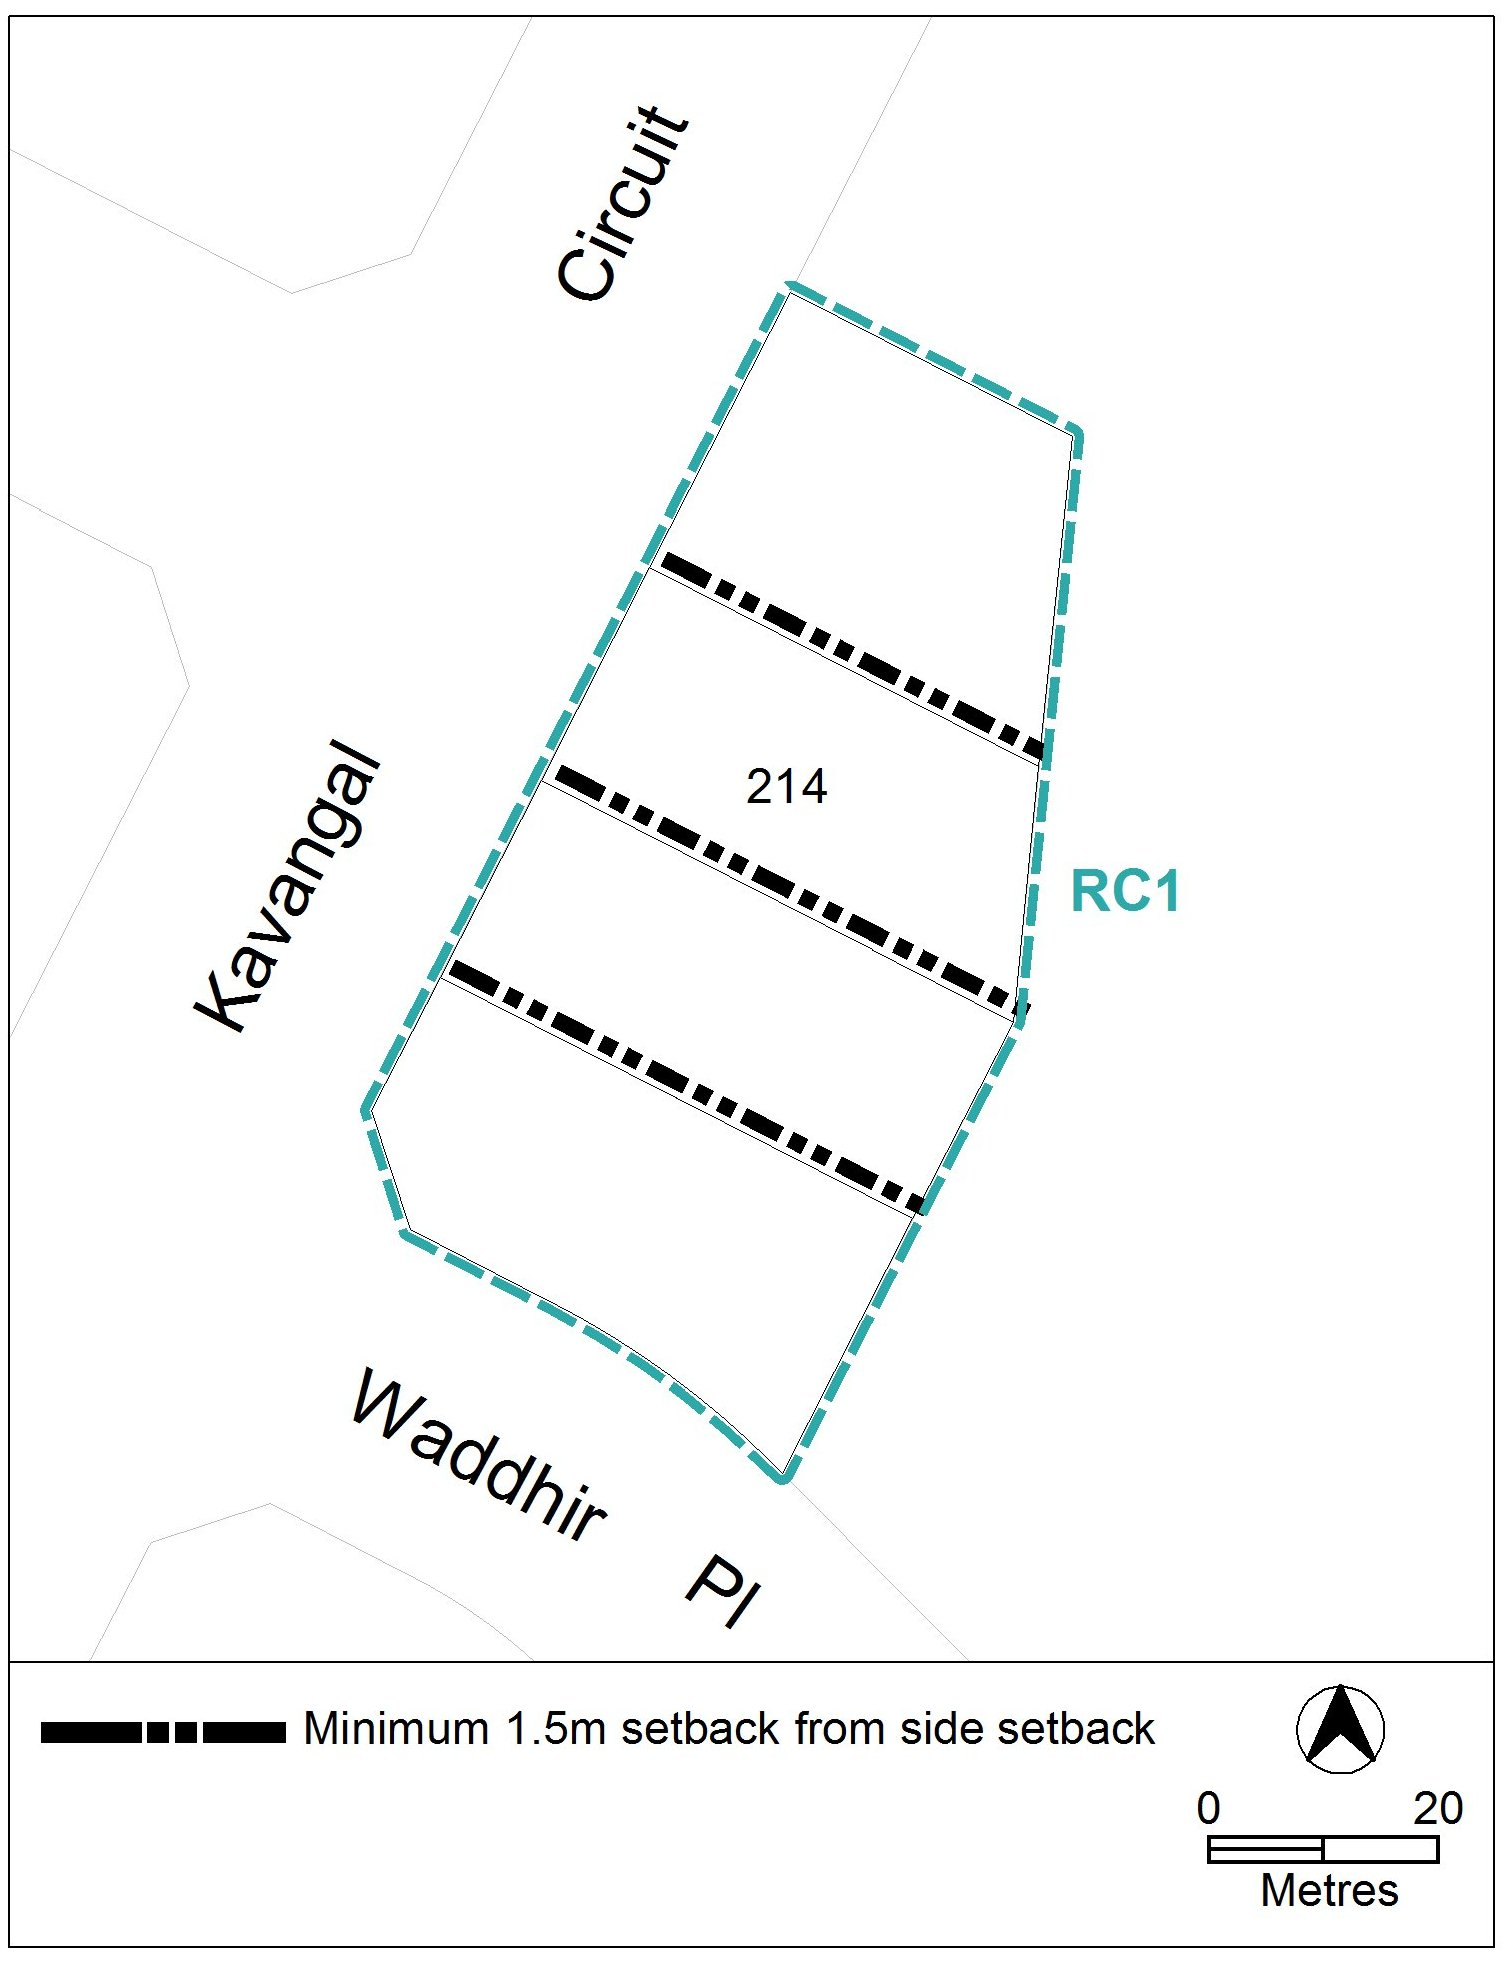 Circuit
Kavangal
214
RC1
Waddhir
Pl
Minimum 1.5m setback from side setback
0 20
Metres